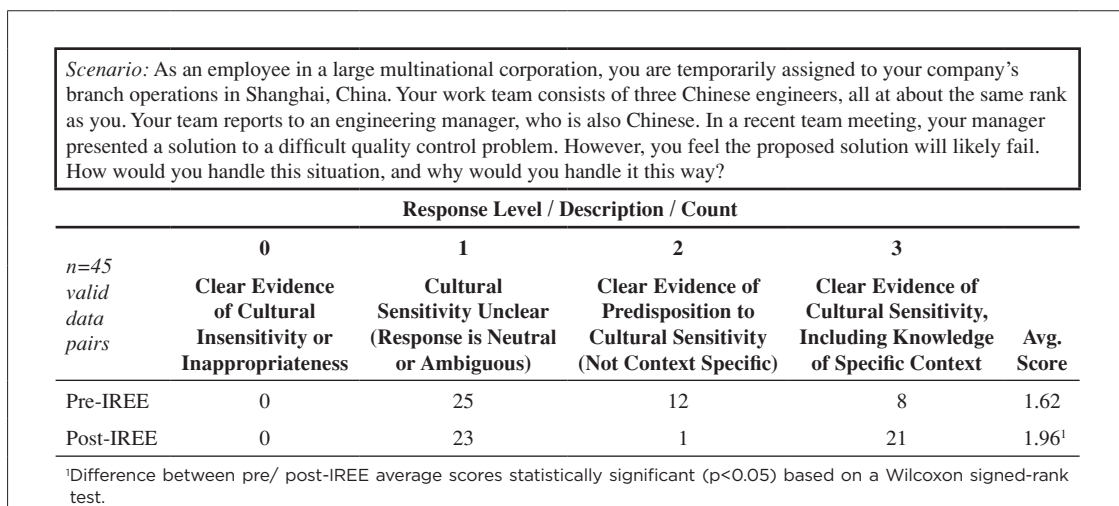 Scenario: As an employee in a large multinational corporation, you are temporarily assigned to your company's
branch operations in Shanghai, China. Your work team consists of three Chinese engineers, all at about the same rank
as you. Your team reports to an engineering manager, who is also Chinese. In a recent team meeting, your manager
presented a solution to a difficult quality control problem. However, you feel the proposed solution will likely fail.
How would you handle this situation, and why would you handle it this way?
Response Level / Description / Count
n=45 valid data pairs
0 Clear Evidence of Cultural Insensitivity or Inappropriateness
1 Cultural Sensitivity Unclear (Response is Neutral or Ambiguous)
2 Clear Evidence of Predisposition to Cultural Sensitivity (Not Context Specific)
3 Clear Evidence of Cultural Sensitivity, Including Knowledge of Specific Context
Avg. Score
Pre-IREE 0 25 12 8 1.62
Post-IREE 0 23 1 21 1.96¹
¹Difference between pre/ post-IREE average scores statistically significant (p<0.05) based on a Wilcoxon signed-rank
test.